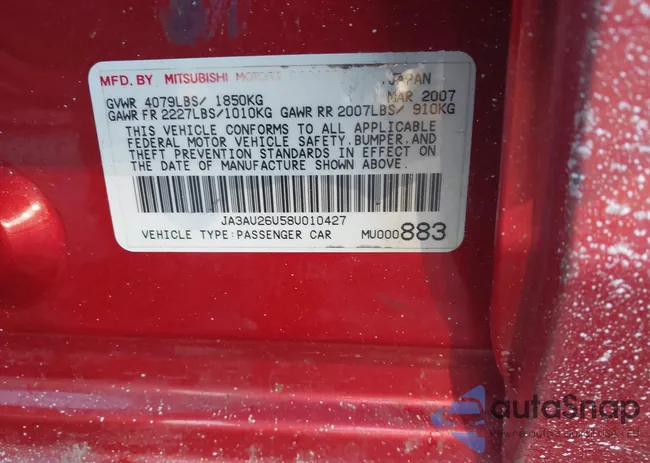 MFD. BY MITSUBISHI JAPAN
GVWR 4079LBS/ 1850KG MAR 2007
GAWR FR 2227LBS/1010KG GAWR RR 2007LBS/ 910KG
THIS VEHICLE CONFORMS TO ALL APPLICABLE
FEDERAL MOTOR VEHICLE SAFETY, BUMPER, AND
THEFT PREVENTION STANDARDS IN EFFECT ON
THE DATE OF MANUFACTURE SHOWN ABOVE.
JA3AU26U58U010427
VEHICLE TYPE:PASSENGER CAR MU000883
autoSnap